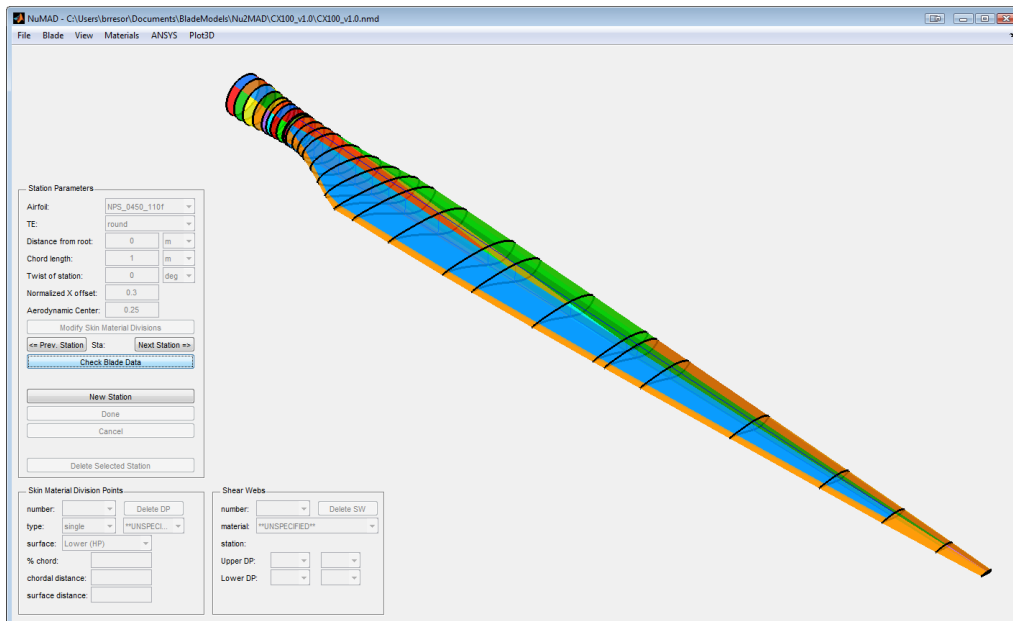 NuMAD - C:\Users\brresor\Documents\BladeModels\Nu2MAD\CX100_v1.0\CX100_v1.0.nmd
File Blade View Materials ANSYS Plot3D
Station Parameters
Airfoil: NPS_0450_110f
TE: round
Distance from root: 0 m
Chord length: 1 m
Twist of station: 0 deg
Normalized X offset: 0.3
Aerodynamic Center: 0.25
Modify Skin Material Divisions
<= Prev. Station Sta: Next Station =>
Check Blade Data
New Station
Done
Cancel
Delete Selected Station
Skin Material Division Points
number: Delete DP
type: single **UNSPECI...
surface: Lower (HP)
% chord:
chordal distance:
surface distance:
Shear Webs
number: Delete SW
material: **UNSPECIFIED**
station:
Upper DP:
Lower DP: